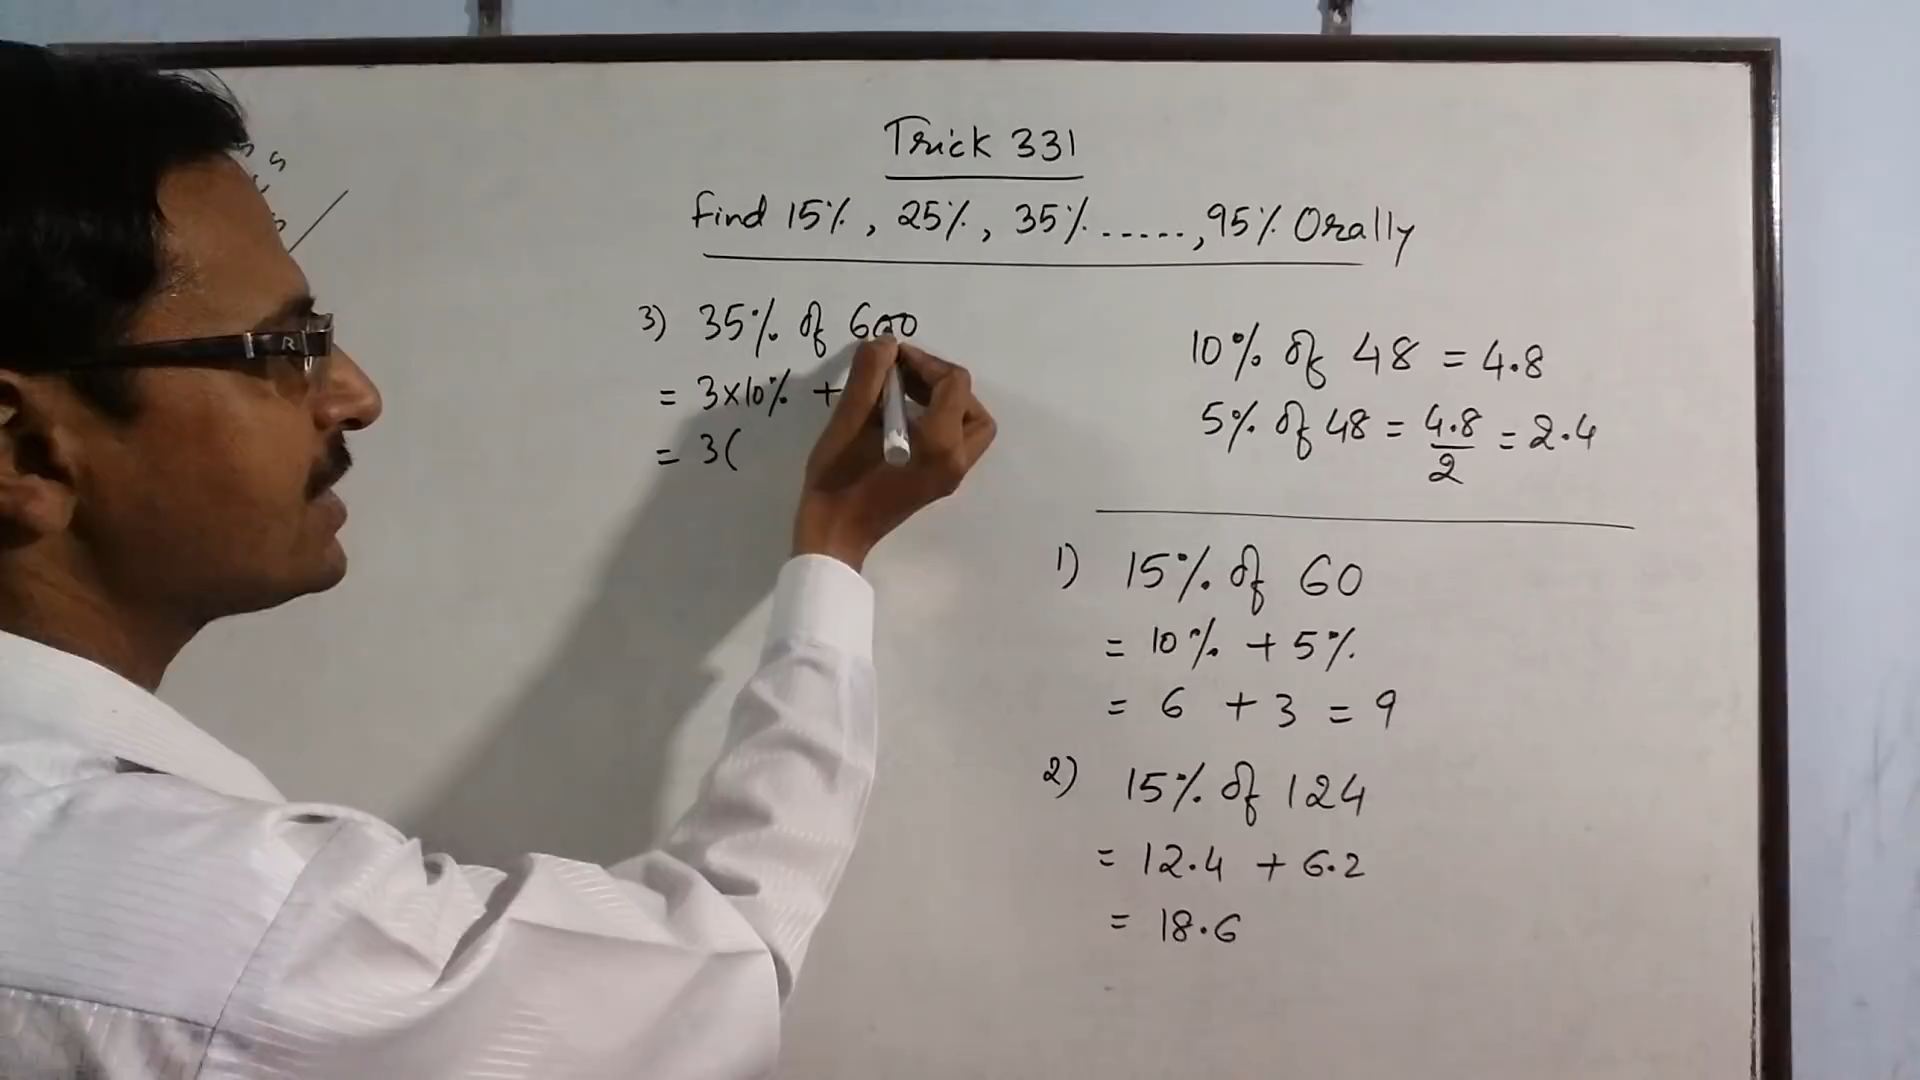 Trick 331
Find 15%, 25%, 35%......, 95% Orally
3) 35% of 600
= 3×10% +
= 3(
10% of 48 = 4.8
5% of 48 = 4.8/2 = 2.4
1) 15% of 60
= 10% + 5%
= 6 + 3 = 9
2) 15% of 124
= 12.4 + 6.2
= 18.6
R